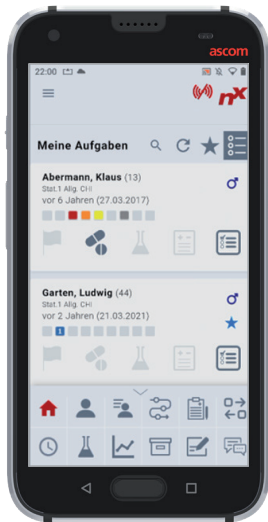 ascom
22:00
nx
Meine Aufgaben
Abermann, Klaus (13)
Stat.1 Allg. CHI
vor 6 Jahren (27.03.2017)
Garten, Ludwig (44)
Stat.1 Allg. CHI
vor 2 Jahren (21.03.2021)
1